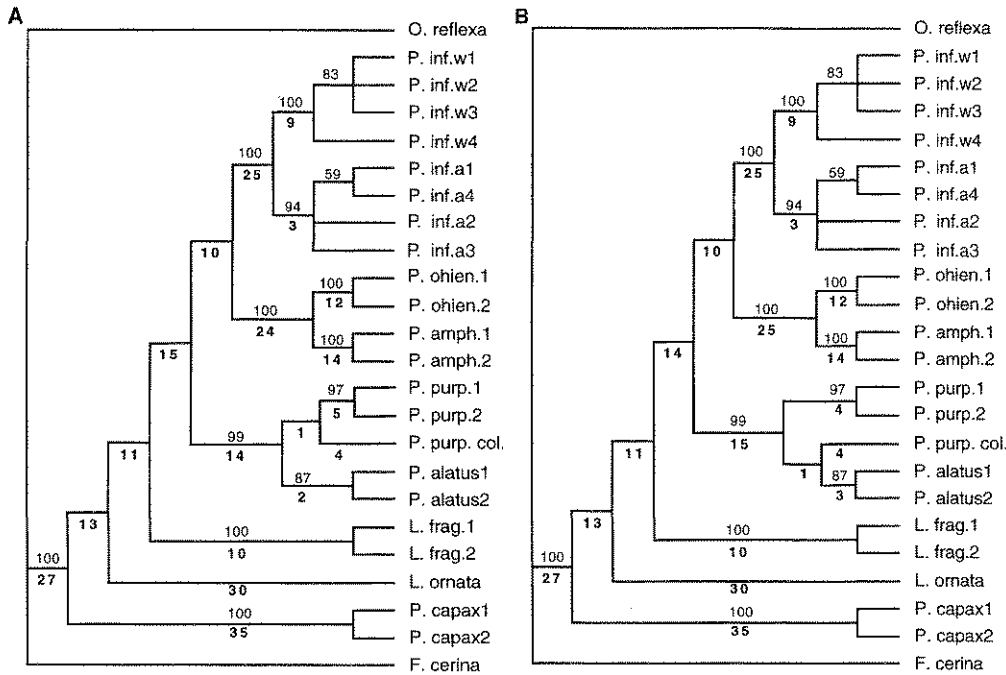 A
O. reflexa
P. inf.w1
83
P. inf.w2
100
P. inf.w3
9
P. inf.w4
100
25
P. inf.a1
59
P. inf.a4
94
P. inf.a2
3
P. inf.a3
10
P. ohien.1
100
12
P. ohien.2
100
24
P. amph.1
100
14
P. amph.2
15
P. purp.1
97
5
P. purp.2
1
99
14
P. purp. col.
4
11
P. alatus1
87
2
P. alatus2
13
L. frag.1
100
10
L. frag.2
100
27
L. ornata
30
P. capax1
100
35
P. capax2
F. cerina
B
O. reflexa
P. inf.w1
83
P. inf.w2
100
P. inf.w3
9
P. inf.w4
100
25
P. inf.a1
59
P. inf.a4
94
P. inf.a2
3
P. inf.a3
10
P. ohien.1
100
12
P. ohien.2
100
25
P. amph.1
100
14
P. amph.2
14
P. purp.1
97
4
P. purp.2
99
15
P. purp. col.
4
11
1
P. alatus1
87
3
P. alatus2
13
L. frag.1
100
10
L. frag.2
100
27
L. ornata
30
P. capax1
100
35
P. capax2
F. cerina